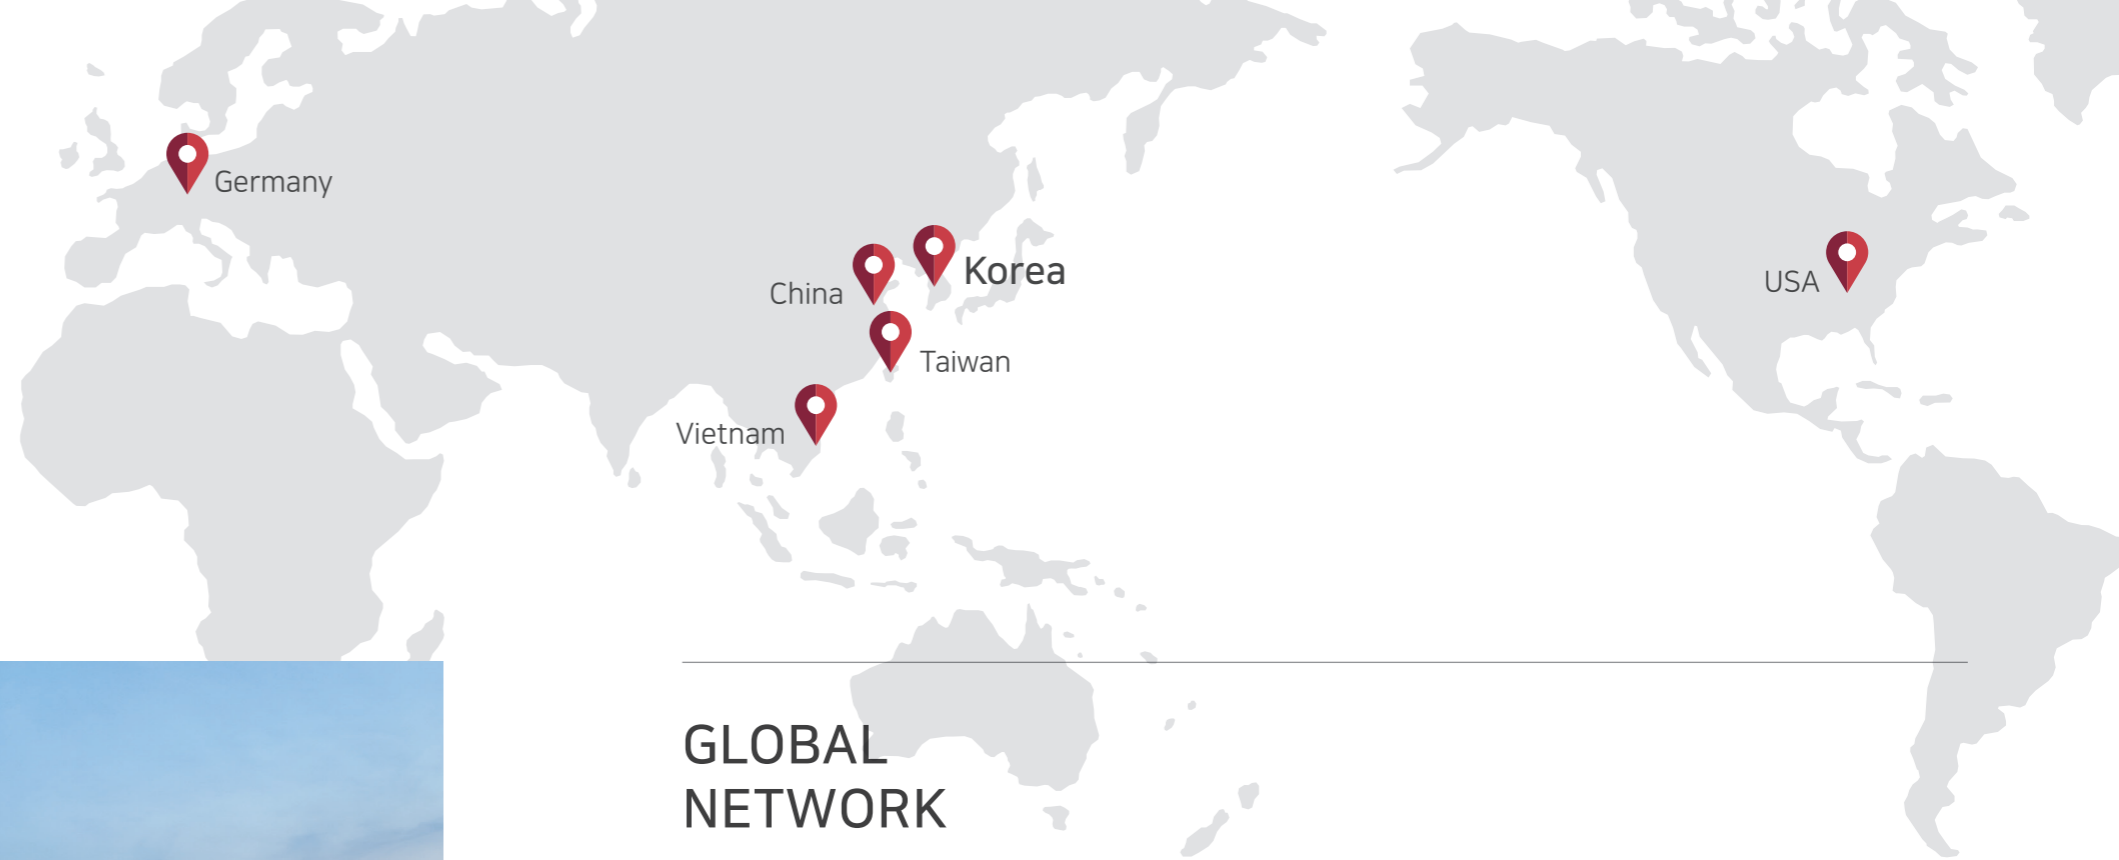 Germany
Korea
China
USA
Taiwan
Vietnam
GLOBAL
NETWORK